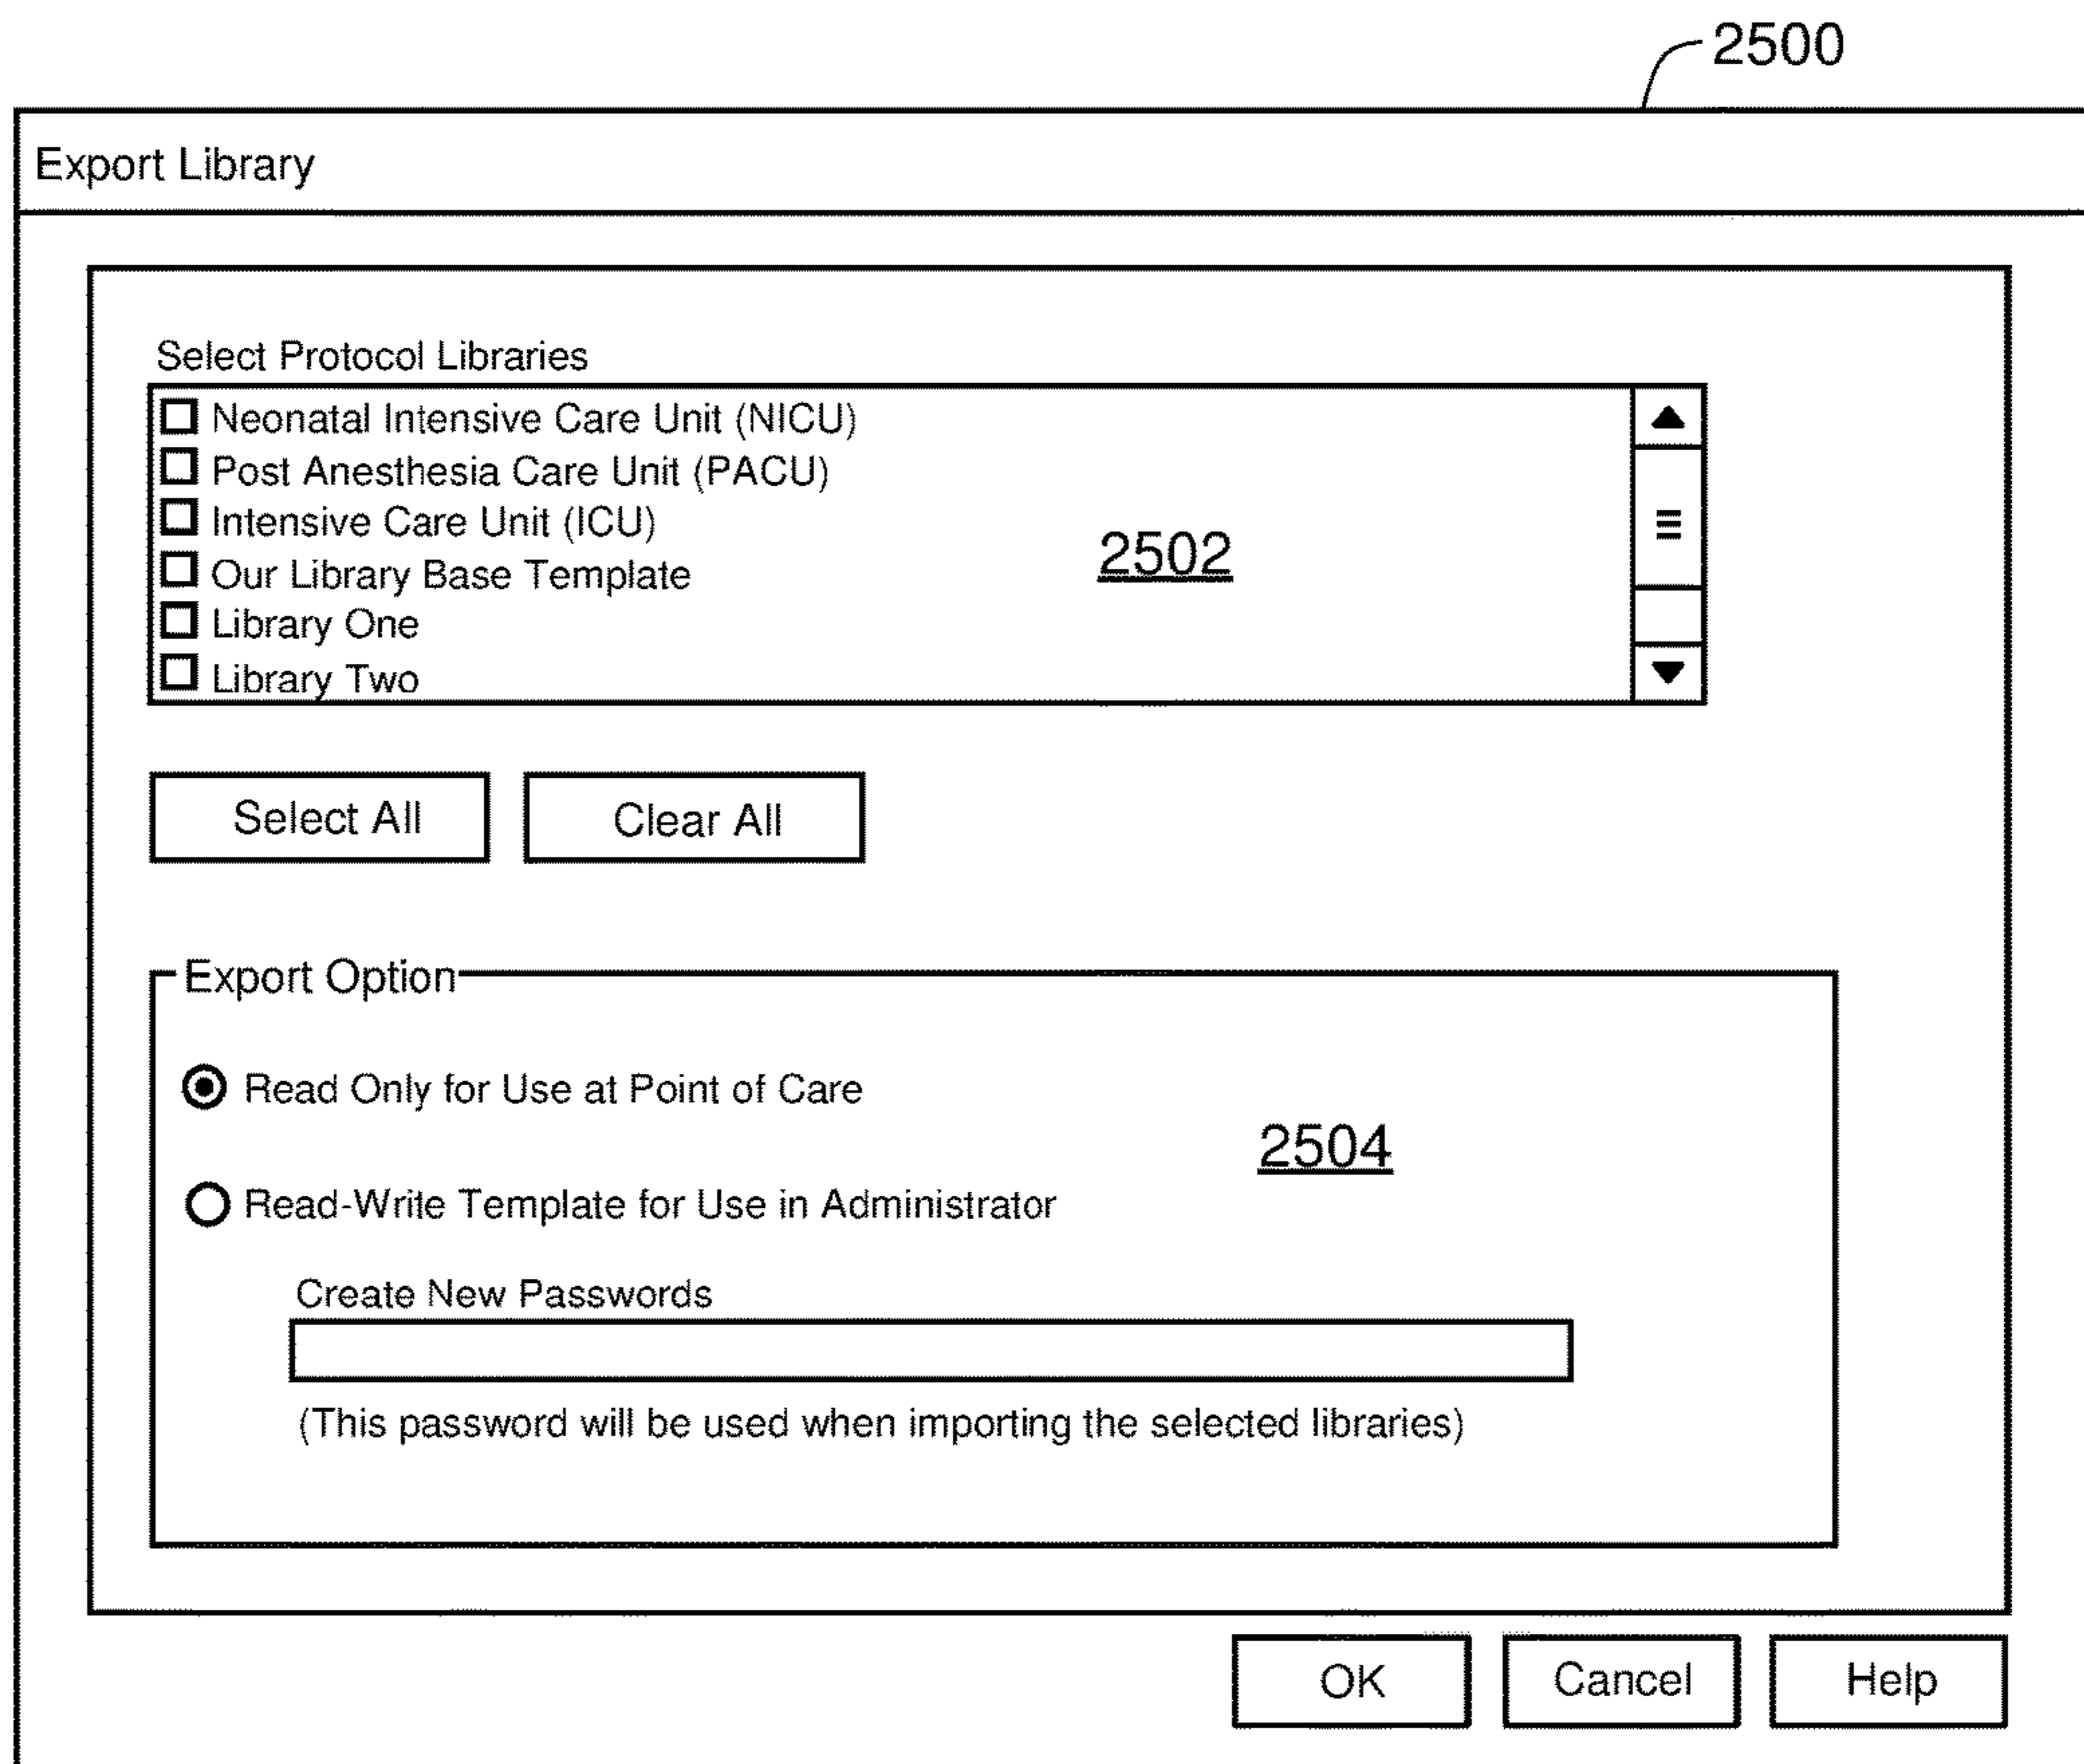 2500
Export Library
Select Protocol Libraries
Neonatal Intensive Care Unit (NICU)
Post Anesthesia Care Unit (PACU)
Intensive Care Unit (ICU)
2502
Our Library Base Template
Library One
Library Two
Select All
Clear All
Export Option
Read Only for Use at Point of Care
2504
Read-Write Template for Use in Administrator
Create New Passwords
(This password will be used when importing the selected libraries)
OK
Cancel
Help